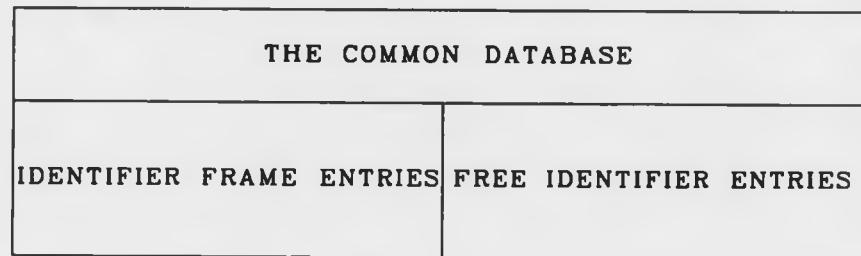 THE COMMON DATABASE
IDENTIFIER FRAME ENTRIES
FREE IDENTIFIER ENTRIES